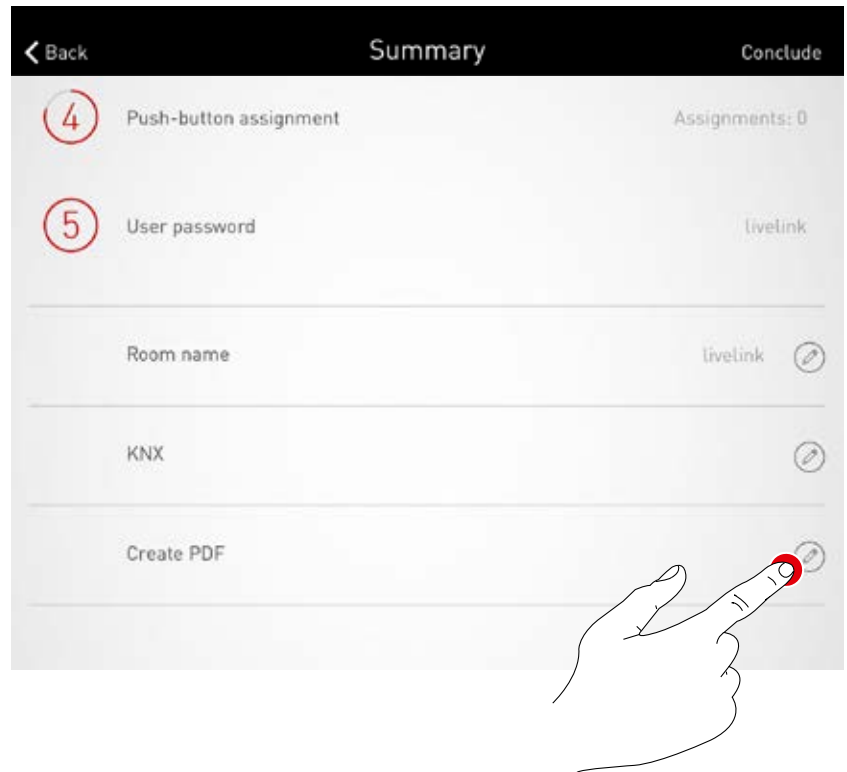 Back Summary Conclude
4 Push-button assignment Assignments: 0
5 User password livelink
Room name livelink
KNX
Create PDF